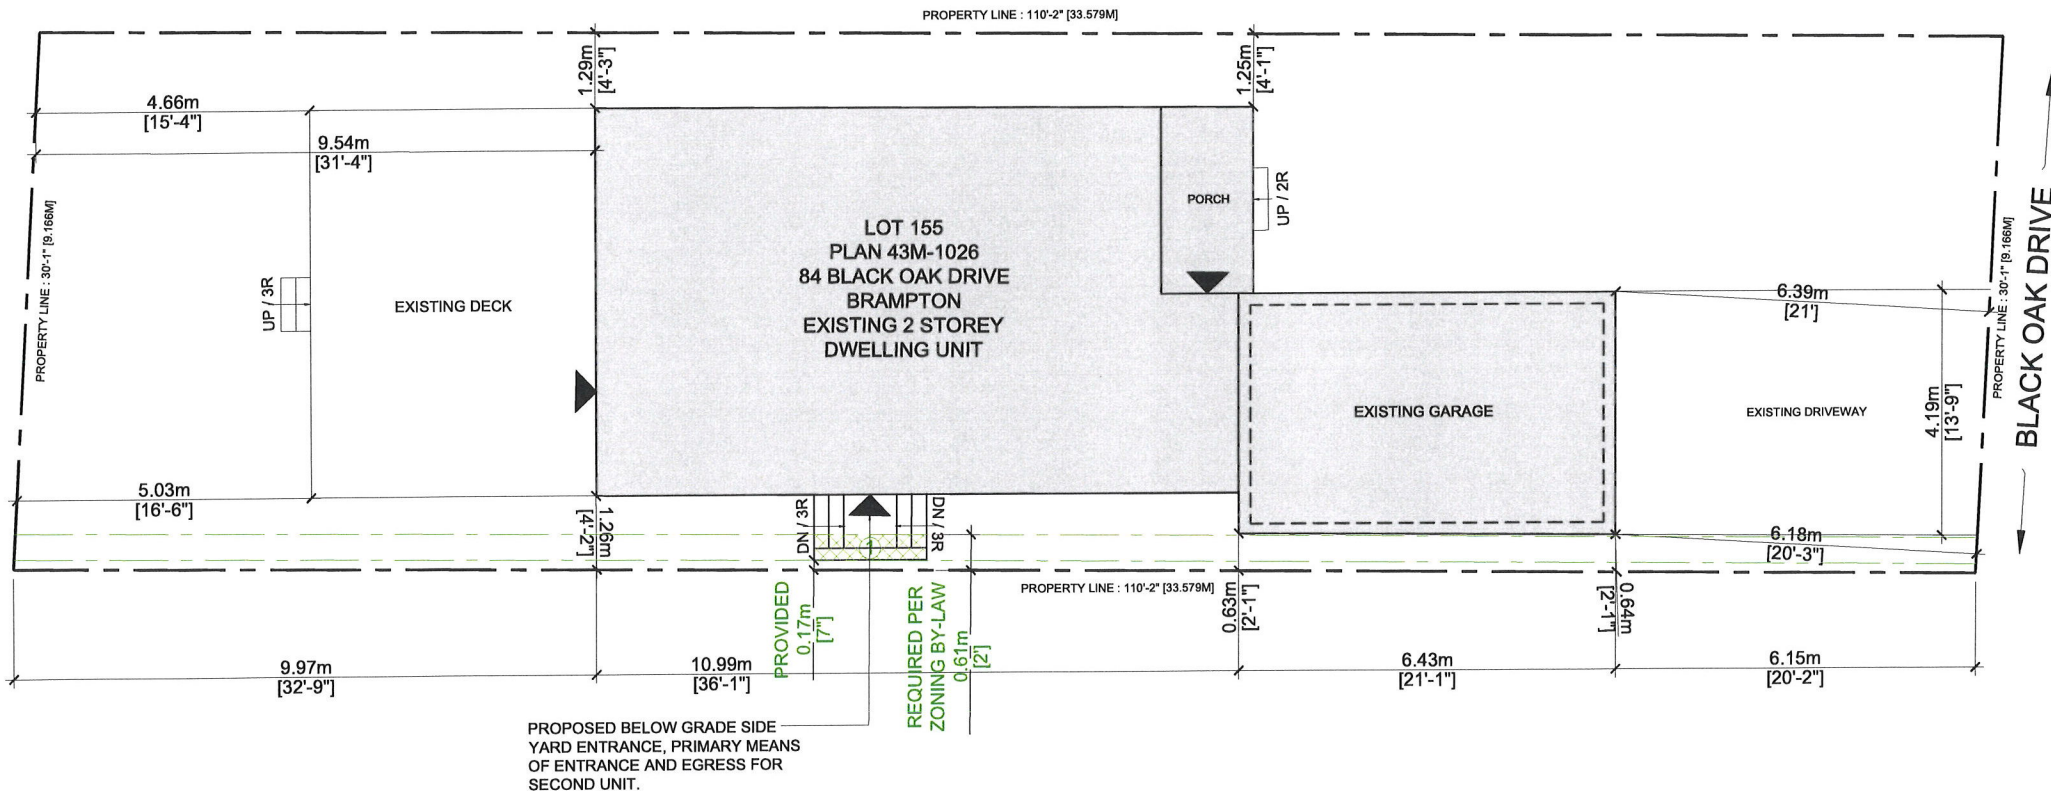 PROPERTY LINE : 110'-2" [33.579M]
1.29m
[4'-3"]
1.25m
[4'-1"]
4.66m
[15'-4"]
9.54m
[31'-4"]
PROPERTY LINE : 30'-1" [9.166M]
UP / 3R
EXISTING DECK
LOT 155
PLAN 43M-1026
84 BLACK OAK DRIVE
BRAMPTON
EXISTING 2 STOREY
DWELLING UNIT
PORCH
UP / 2R
6.39m
[21']
PROPERTY LINE : 30'-1" [9.166M]
BLACK OAK DRIVE
EXISTING GARAGE
EXISTING DRIVEWAY
4.19m
[13'-9"]
5.03m
[16'-6"]
1.26m
[4'-2"]
DN / 3R
1
DN / 3R
6.18m
[20'-3"]
PROPERTY LINE : 110'-2" [33.579M]
0.63m
[2'-1"]
0.64m
[2'-1"]
PROVIDED
0.17m
[7"]
REQUIRED PER
ZONING BY-LAW
0.61m
[2']
9.97m
[32'-9"]
10.99m
[36'-1"]
6.43m
[21'-1"]
6.15m
[20'-2"]
PROPOSED BELOW GRADE SIDE
YARD ENTRANCE, PRIMARY MEANS
OF ENTRANCE AND EGRESS FOR
SECOND UNIT.